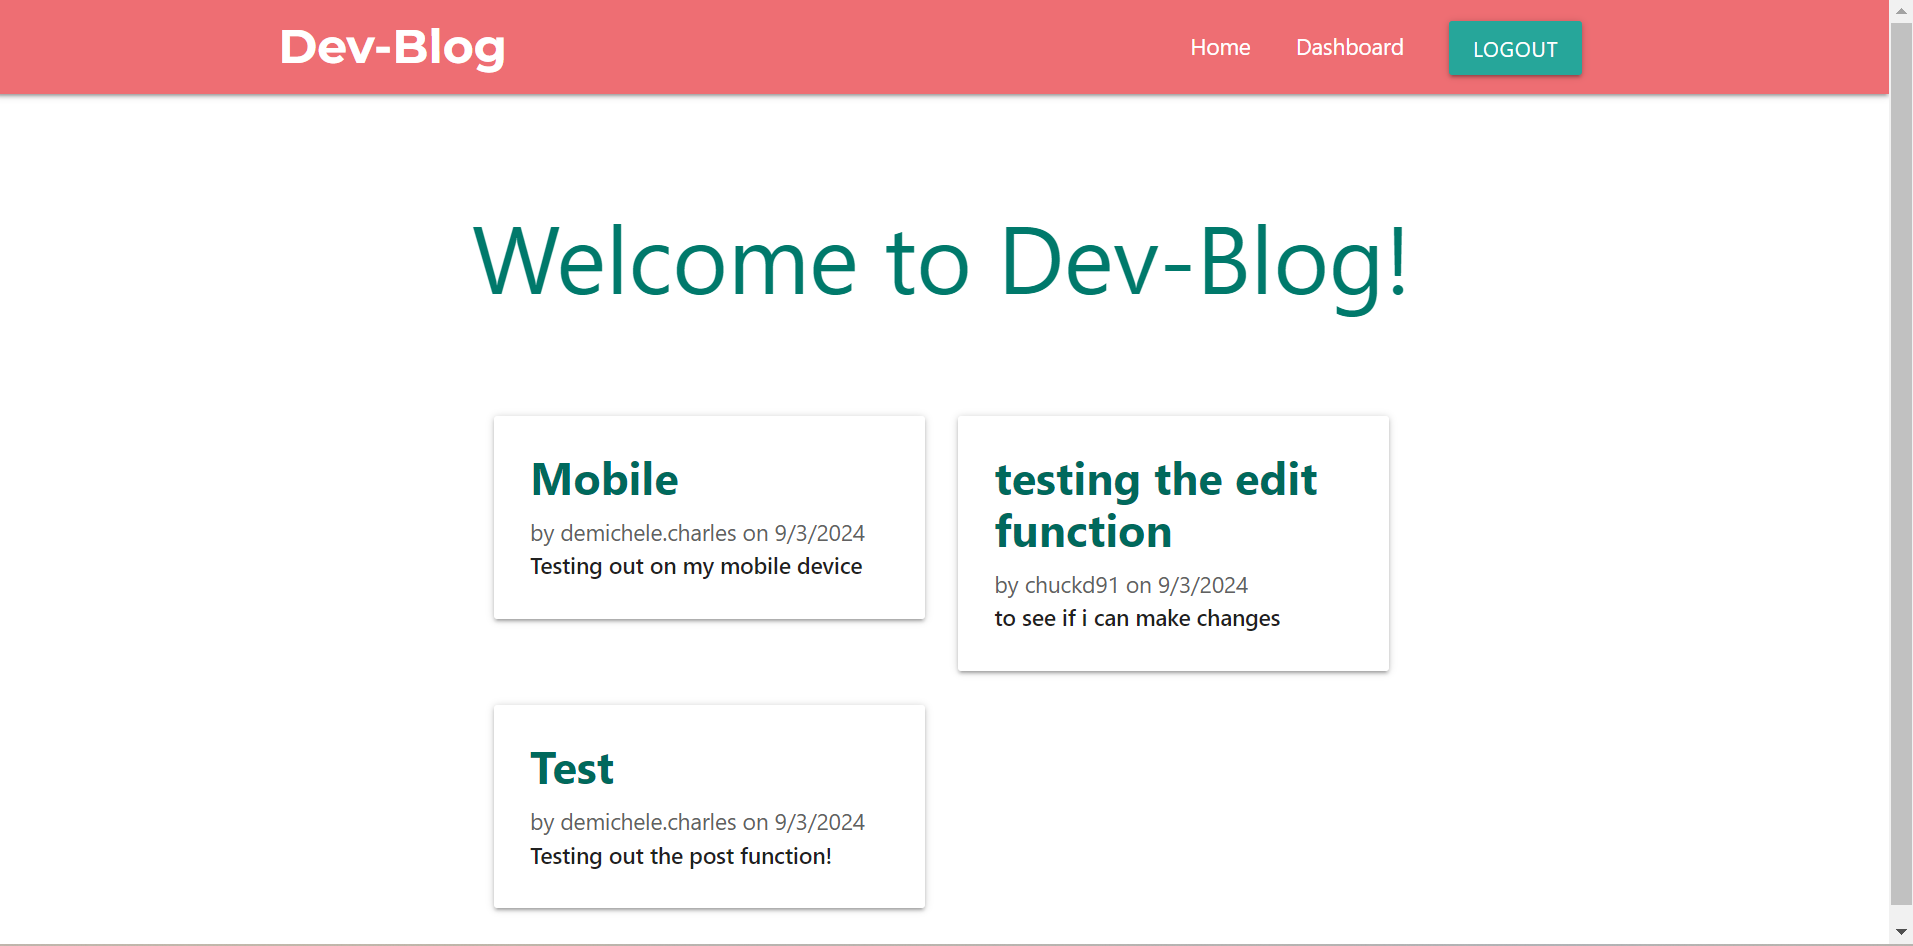 Dev-Blog
Home Dashboard LOGOUT
Welcome to Dev-Blog!
Mobile
by demichele.charles on 9/3/2024
Testing out on my mobile device
testing the edit
function
by chuckd91 on 9/3/2024
to see if i can make changes
Test
by demichele.charles on 9/3/2024
Testing out the post function!